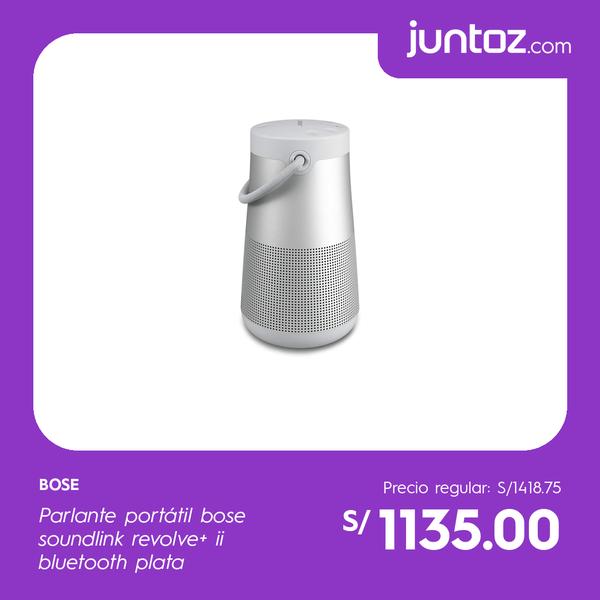 juntoz.com
BOSE
Parlante portátil bose
soundlink revolve+ ii
bluetooth plata
Precio regular: S/1418.75
S/ 1135.00